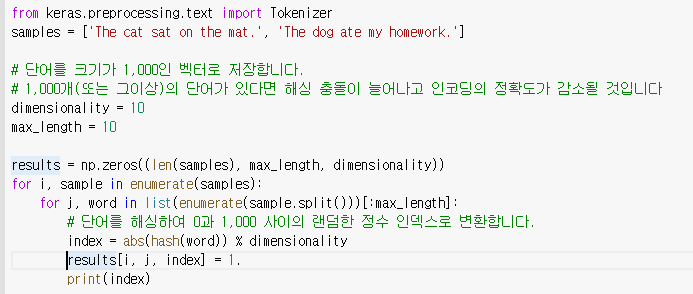 from keras.preprocessing.text import Tokenizer
samples = ['The cat sat on the mat.', 'The dog ate my homework.']
# 단어를 크기가 1,000인 벡터로 저장합니다.
# 1,000개(또는 그이상)의 단어가 있다면 해싱 충돌이 늘어나고 인코딩의 정확도가 감소될 것입니다
dimensionality = 10
max_length = 10
results = np.zeros((len(samples), max_length, dimensionality))
for i, sample in enumerate(samples):
    for j, word in list(enumerate(sample.split()))[:max_length]:
        # 단어를 해싱하여 0과 1,000 사이의 랜덤한 정수 인덱스로 변환합니다.
        index = abs(hash(word)) % dimensionality
        results[i, j, index] = 1.
        print(index)